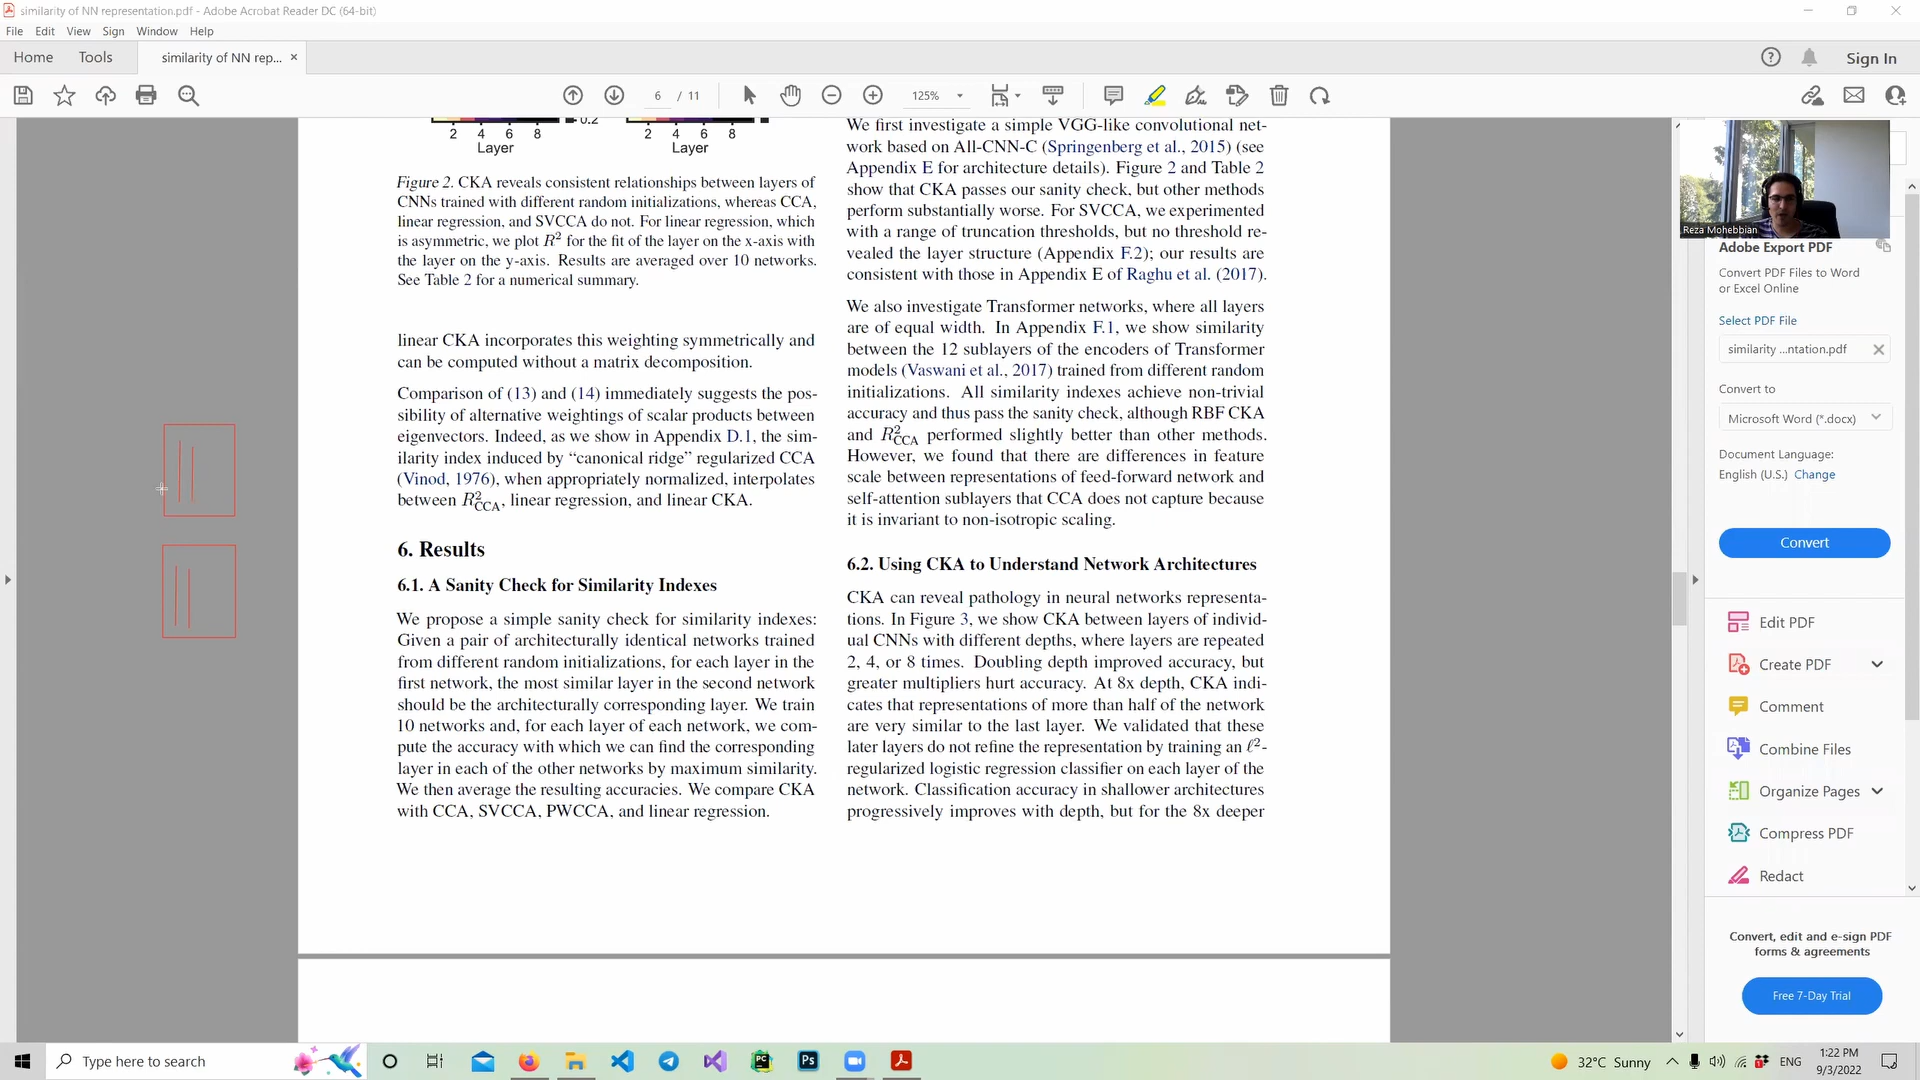 similarity of NN representation.pdf - Adobe Acrobat Reader DC (64-bit)
File Edit View Sign Window Help
Home Tools similarity of NN rep... × Sign In
6 / 11 125%
-0.2
2 4 6 8 2 4 6 8
Layer Layer
Figure 2. CKA reveals consistent relationships between layers of
CNNs trained with different random initializations, whereas CCA,
linear regression, and SVCCA do not. For linear regression, which
is asymmetric, we plot R² for the fit of the layer on the x-axis with
the layer on the y-axis. Results are averaged over 10 networks.
See Table 2 for a numerical summary.
linear CKA incorporates this weighting symmetrically and
can be computed without a matrix decomposition.
Comparison of (13) and (14) immediately suggests the pos-
sibility of alternative weightings of scalar products between
eigenvectors. Indeed, as we show in Appendix D.1, the sim-
ilarity index induced by “canonical ridge” regularized CCA
(Vinod, 1976), when appropriately normalized, interpolates
between R²CCA, linear regression, and linear CKA.
6. Results
6.1. A Sanity Check for Similarity Indexes
We propose a simple sanity check for similarity indexes:
Given a pair of architecturally identical networks trained
from different random initializations, for each layer in the
first network, the most similar layer in the second network
should be the architecturally corresponding layer. We train
10 networks and, for each layer of each network, we com-
pute the accuracy with which we can find the corresponding
layer in each of the other networks by maximum similarity.
We then average the resulting accuracies. We compare CKA
with CCA, SVCCA, PWCCA, and linear regression.
We first investigate a simple VGG-like convolutional net-
work based on All-CNN-C (Springenberg et al., 2015) (see
Appendix E for architecture details). Figure 2 and Table 2
show that CKA passes our sanity check, but other methods
perform substantially worse. For SVCCA, we experimented
with a range of truncation thresholds, but no threshold re-
vealed the layer structure (Appendix F.2); our results are
consistent with those in Appendix E of Raghu et al. (2017).
We also investigate Transformer networks, where all layers
are of equal width. In Appendix F.1, we show similarity
between the 12 sublayers of the encoders of Transformer
models (Vaswani et al., 2017) trained from different random
initializations. All similarity indexes achieve non-trivial
accuracy and thus pass the sanity check, although RBF CKA
and R²CCA performed slightly better than other methods.
However, we found that there are differences in feature
scale between representations of feed-forward network and
self-attention sublayers that CCA does not capture because
it is invariant to non-isotropic scaling.
6.2. Using CKA to Understand Network Architectures
CKA can reveal pathology in neural networks representa-
tions. In Figure 3, we show CKA between layers of individ-
ual CNNs with different depths, where layers are repeated
2, 4, or 8 times. Doubling depth improved accuracy, but
greater multipliers hurt accuracy. At 8x depth, CKA indi-
cates that representations of more than half of the network
are very similar to the last layer. We validated that these
later layers do not refine the representation by training an ℓ²-
regularized logistic regression classifier on each layer of the
network. Classification accuracy in shallower architectures
progressively improves with depth, but for the 8x deeper
Reza Mohebbian
Adobe Export PDF
Convert PDF Files to Word
or Excel Online
Select PDF File
similarity ...ntation.pdf
Convert to
Microsoft Word (*.docx)
Document Language:
English (U.S.) Change
Convert
Edit PDF
Create PDF
Comment
Combine Files
Organize Pages
Compress PDF
Redact
Convert, edit and e-sign PDF
forms & agreements
Free 7-Day Trial
Type here to search
32°C Sunny
ENG
1:22 PM
9/3/2022